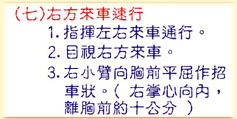 (七)右方來車速行
1.指揮左右來車通行。
2.目視右方來車。
3.右小臂向胸前平屈作招
車狀。( 右掌心向內，
離胸前約十公分 )